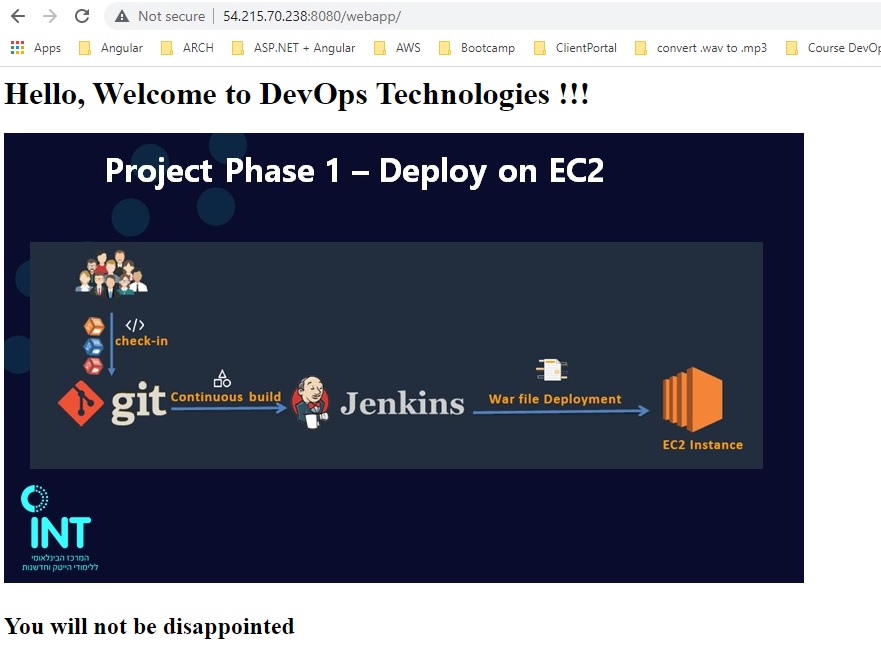 Not secure
54.215.70.238:8080/webapp/
Apps Angular ARCH ASP.NET + Angular AWS Bootcamp ClientPortal convert .wav to .mp3 Course DevOp
Hello, Welcome to DevOps Technologies !!!
Project Phase 1 – Deploy on EC2
</>
check-in
git
Continuous build
Jenkins
War file Deployment
EC2 Instance
INT
המרכז הבינלאומי
ללימודי הייטק וחדשנות
You will not be disappointed